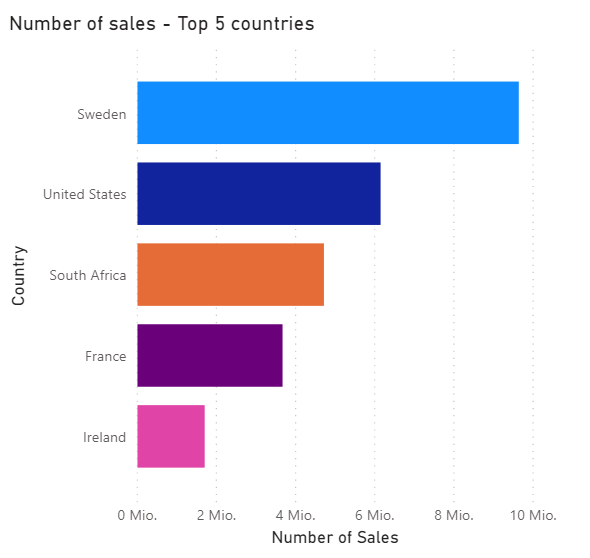 Number of sales - Top 5 countries
Sweden
United States
South Africa
France
Ireland
Country
0 Mio. 2 Mio. 4 Mio. 6 Mio. 8 Mio. 10 Mio.
Number of Sales